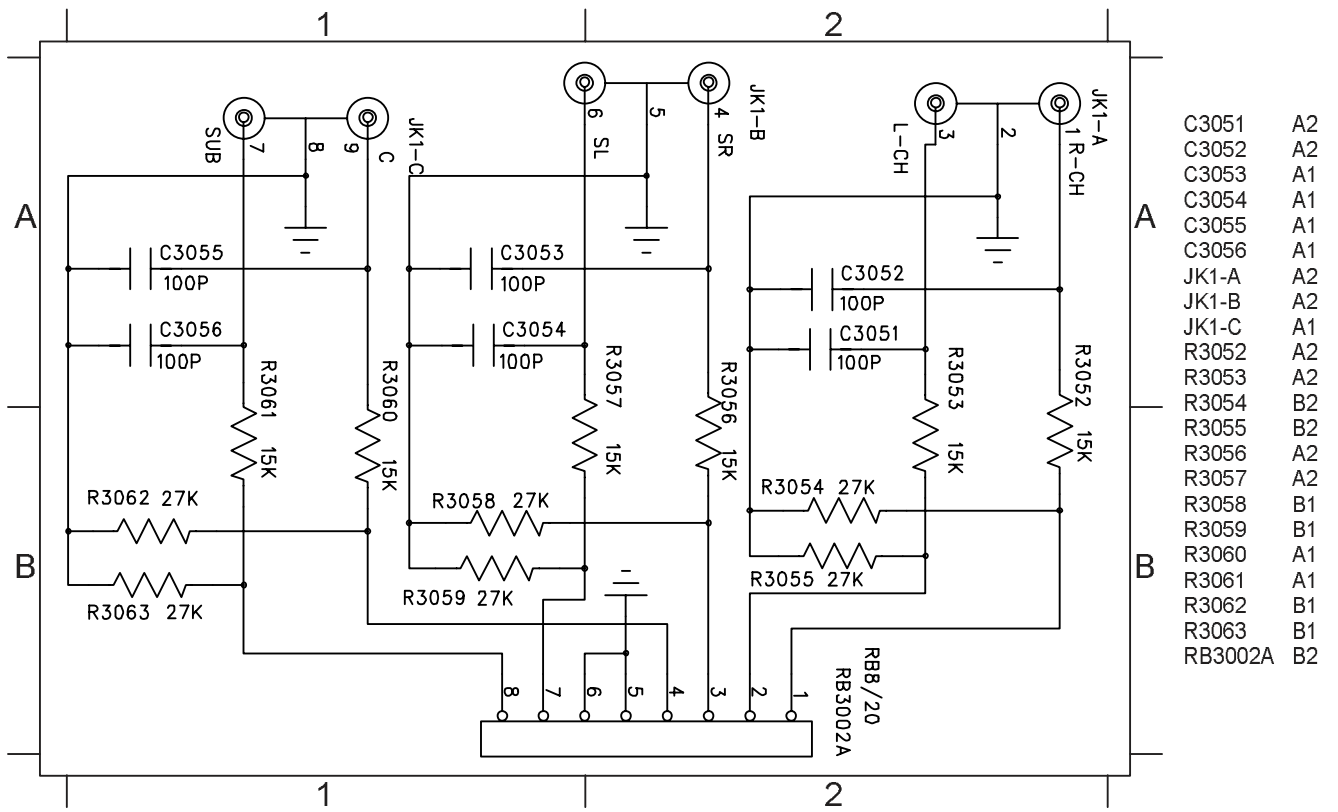 1 2
SUB
7
8
9
C
JK1-C
6
SL
5
4
SR
JK1-B
L-CH
3
2
1
R-CH
JK1-A
A A
C3055
100P
C3056
100P
C3053
100P
C3054
100P
C3052
100P
C3051
100P
R3061
15K
R3060
15K
R3057
15K
R3056
15K
R3053
15K
R3052
15K
R3062 27K
R3058 27K
R3054 27K
B B
R3063 27K
R3059 27K
R3055 27K
8 7 6 5 4 3 2 1
RB8/20
RB3002A
1 2
C3051 A2
C3052 A2
C3053 A1
C3054 A1
C3055 A1
C3056 A1
JK1-A A2
JK1-B A2
JK1-C A1
R3052 A2
R3053 A2
R3054 B2
R3055 B2
R3056 A2
R3057 A2
R3058 B1
R3059 B1
R3060 A1
R3061 A1
R3062 B1
R3063 B1
RB3002A B2